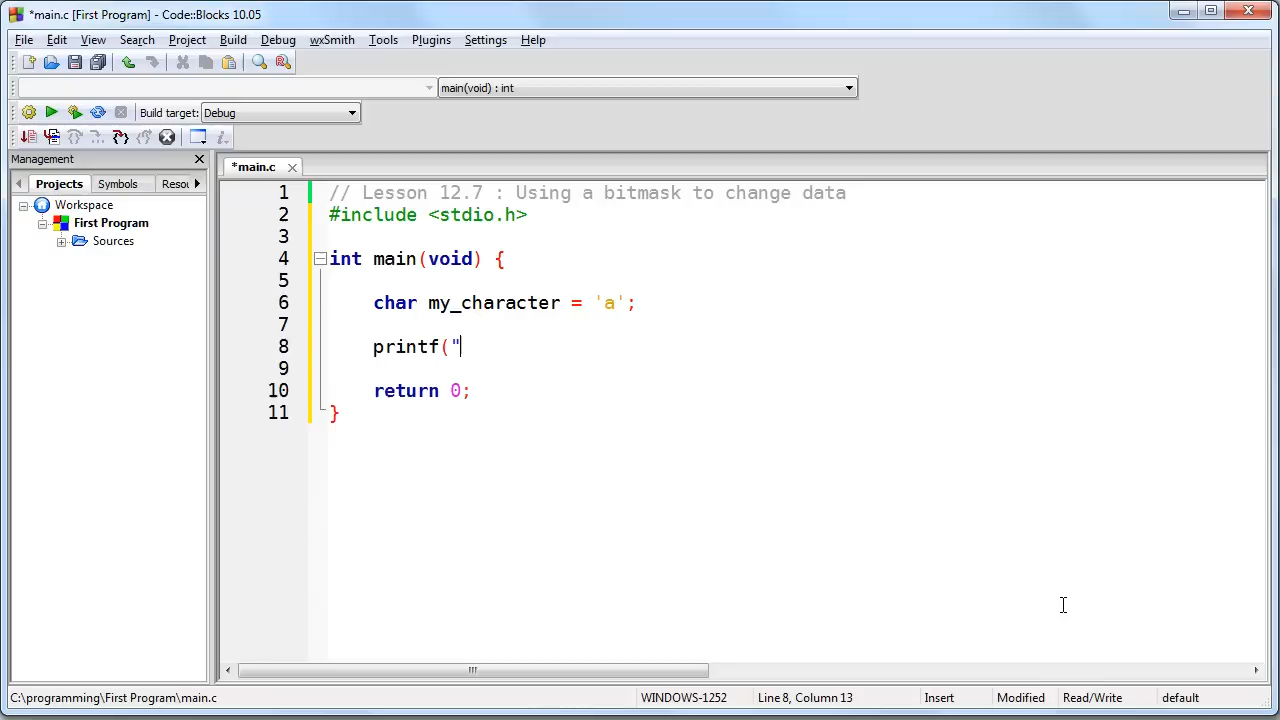 *main.c [First Program] - Code::Blocks 10.05
File Edit View Search Project Build Debug wxSmith Tools Plugins Settings Help
main(void) : int
Build target: Debug
Management
*main.c
Projects Symbols Resou
Workspace
First Program
Sources
1 // Lesson 12.7 : Using a bitmask to change data
2 #include <stdio.h>
3
4 int main(void) {
5
6 char my_character = 'a';
7
8 printf("
9
10 return 0;
11 }
C:\programming\First Program\main.c WINDOWS-1252 Line 8, Column 13 Insert Modified Read/Write default